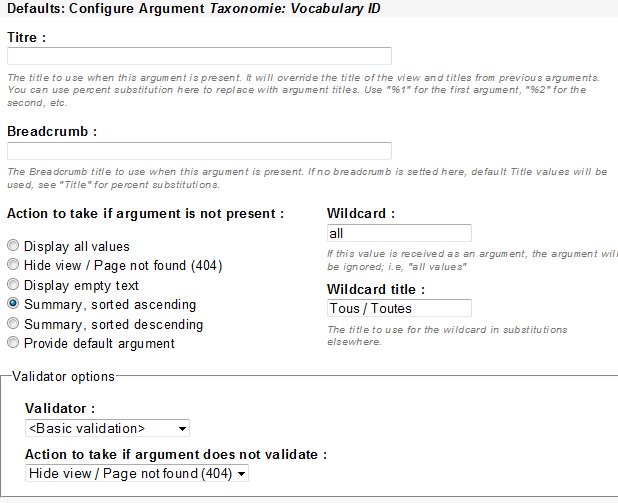 Defaults: Configure Argument Taxonomie: Vocabulary ID
Titre :
The title to use when this argument is present. It will override the title of the view and titles from previous arguments.
You can use percent substitution here to replace with argument titles. Use "%1" for the first argument, "%2" for the
second, etc.
Breadcrumb :
The Breadcrumb title to use when this argument is present. If no breadcrumb is setted here, default Title values will be
used, see "Title" for percent substitutions.
Action to take if argument is not present :
Display all values
Hide view / Page not found (404)
Display empty text
Summary, sorted ascending
Summary, sorted descending
Provide default argument
Wildcard :
all
If this value is received as an argument, the argument will
be ignored; i.e, "all values"
Wildcard title :
Tous / Toutes
The title to use for the wildcard in substitutions
elsewhere.
Validator options
Validator :
<Basic validation>
Action to take if argument does not validate :
Hide view / Page not found (404)